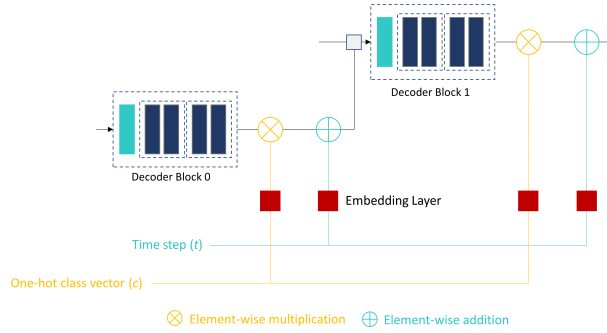 Decoder Block 1
Decoder Block 0
Embedding Layer
Time step (t)
One-hot class vector (c)
Element-wise multiplication
Element-wise addition